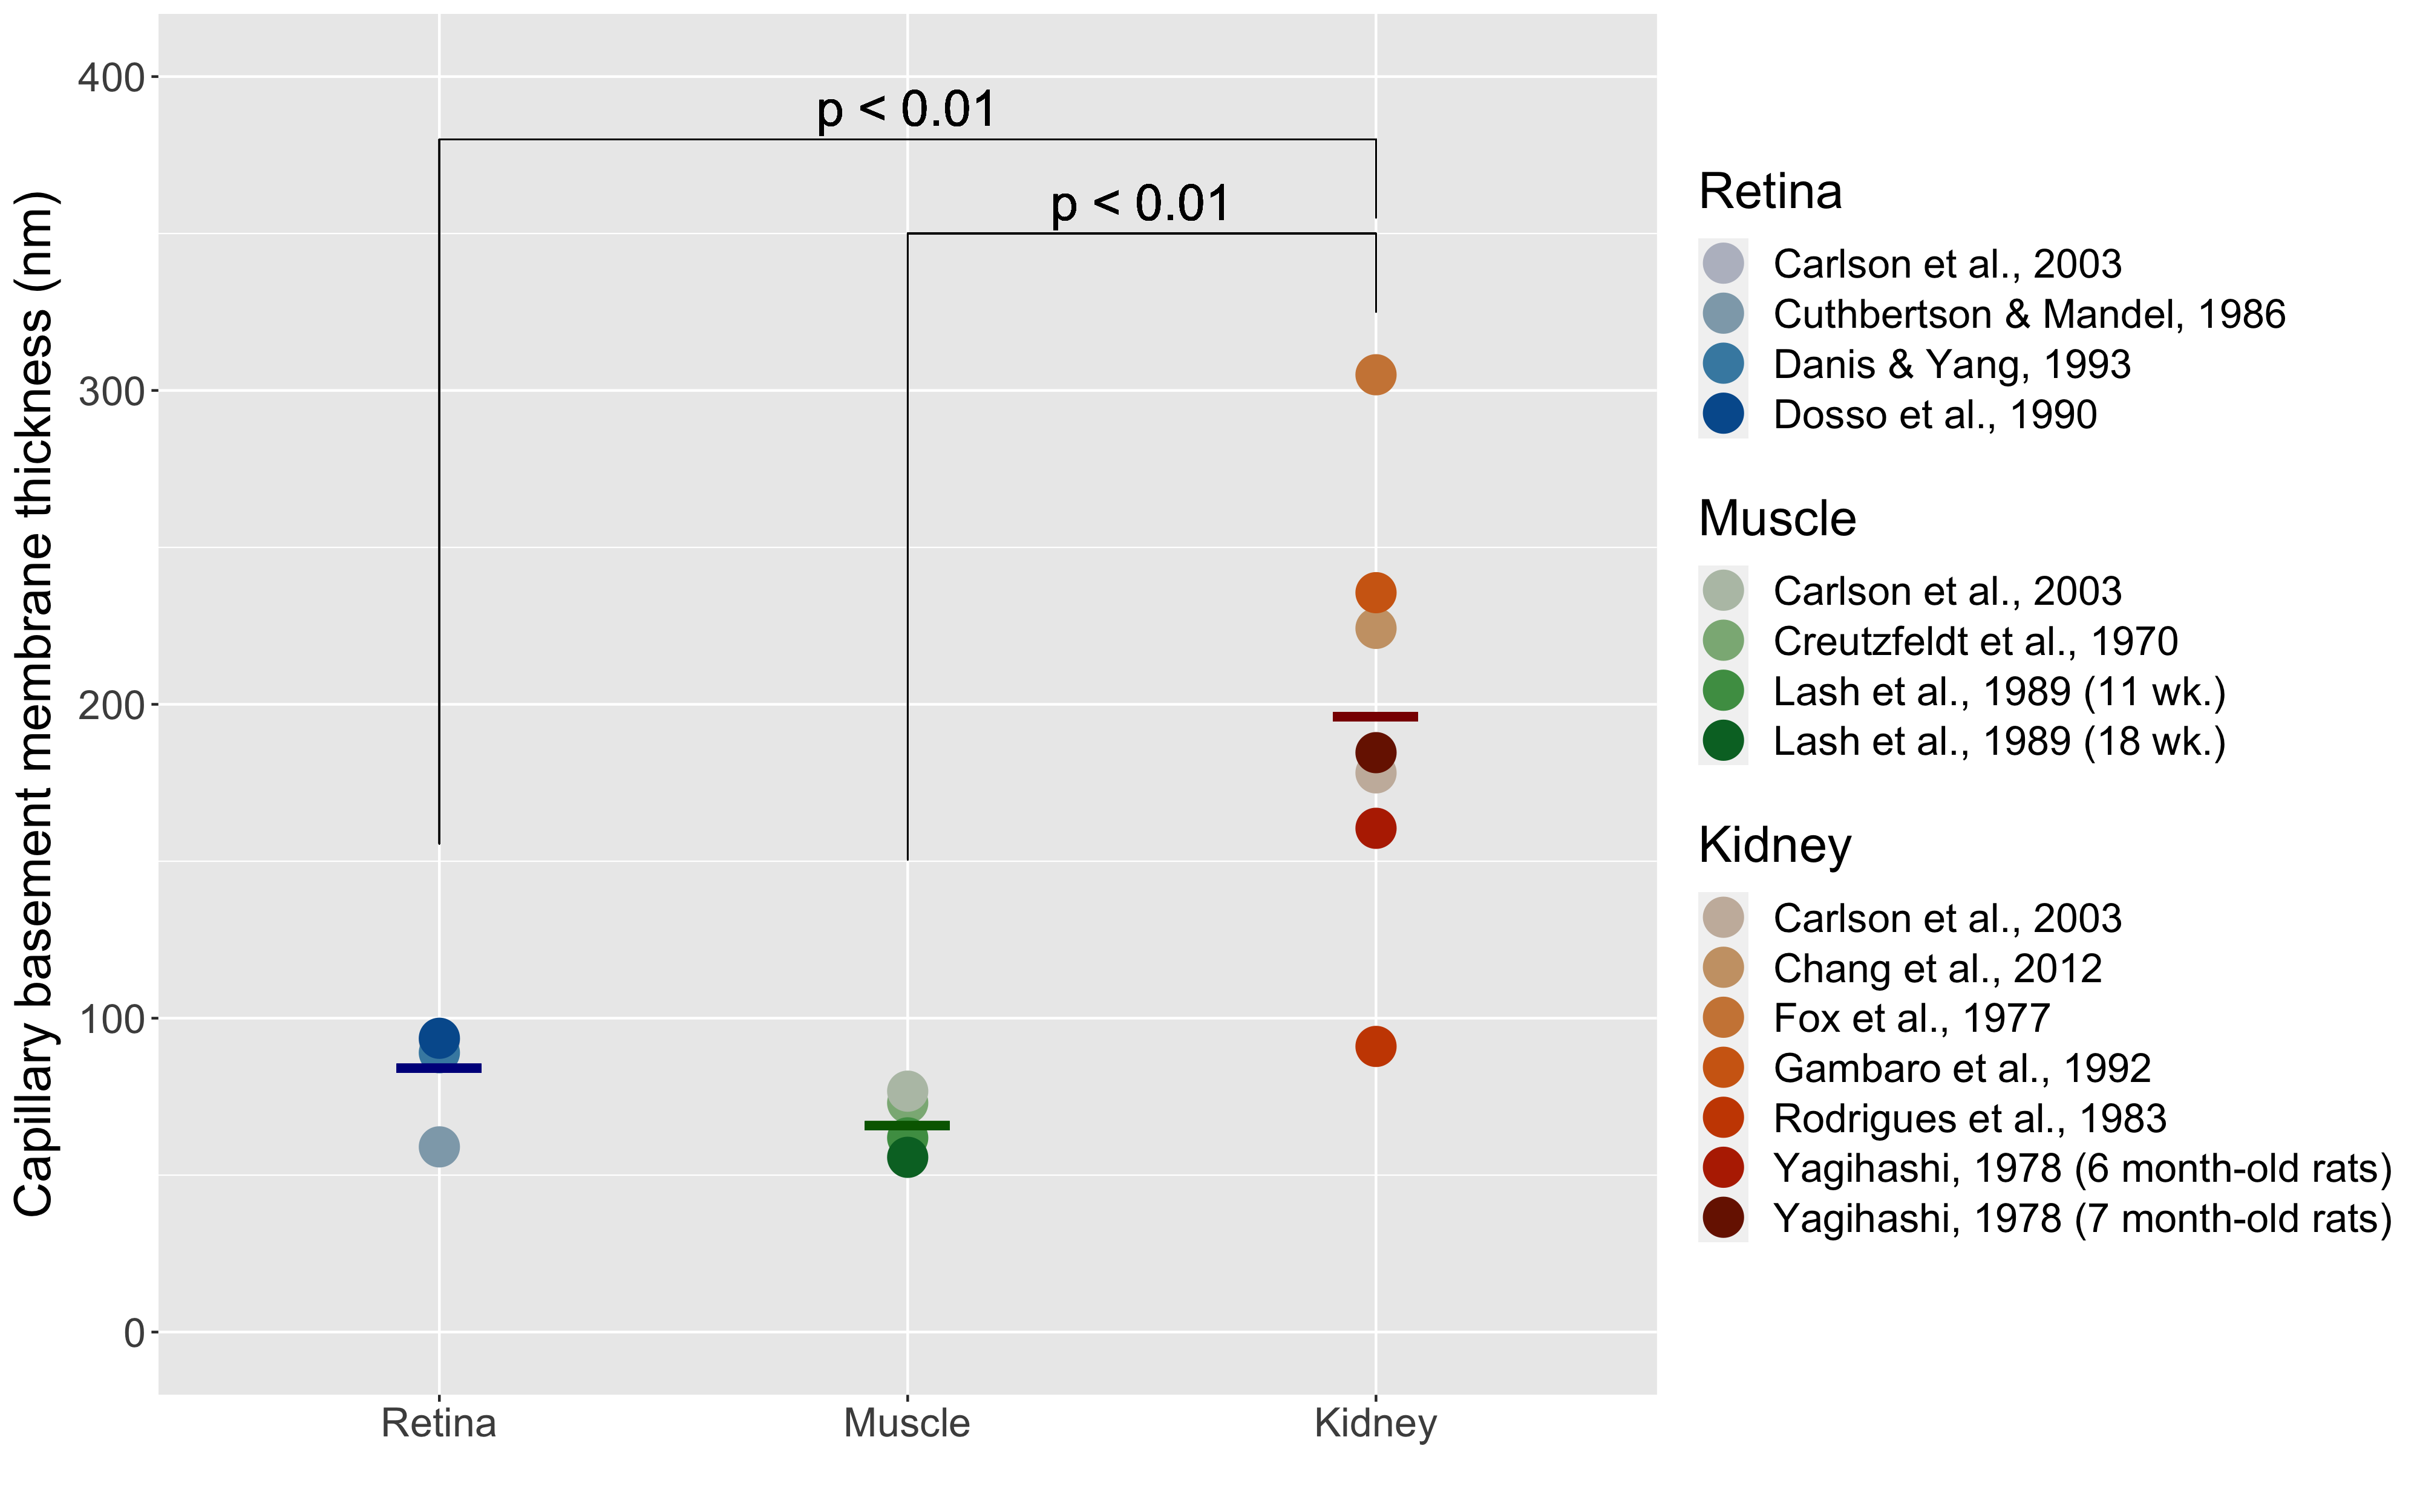 Capillary basement membrane thickness (nm)
400
300
200
100
0
p < 0.01
p < 0.01
Retina
Muscle
Kidney
Retina
Carlson et al., 2003
Cuthbertson & Mandel, 1986
Danis & Yang, 1993
Dosso et al., 1990
Muscle
Carlson et al., 2003
Creutzfeldt et al., 1970
Lash et al., 1989 (11 wk.)
Lash et al., 1989 (18 wk.)
Kidney
Carlson et al., 2003
Chang et al., 2012
Fox et al., 1977
Gambaro et al., 1992
Rodrigues et al., 1983
Yagihashi, 1978 (6 month-old rats)
Yagihashi, 1978 (7 month-old rats)